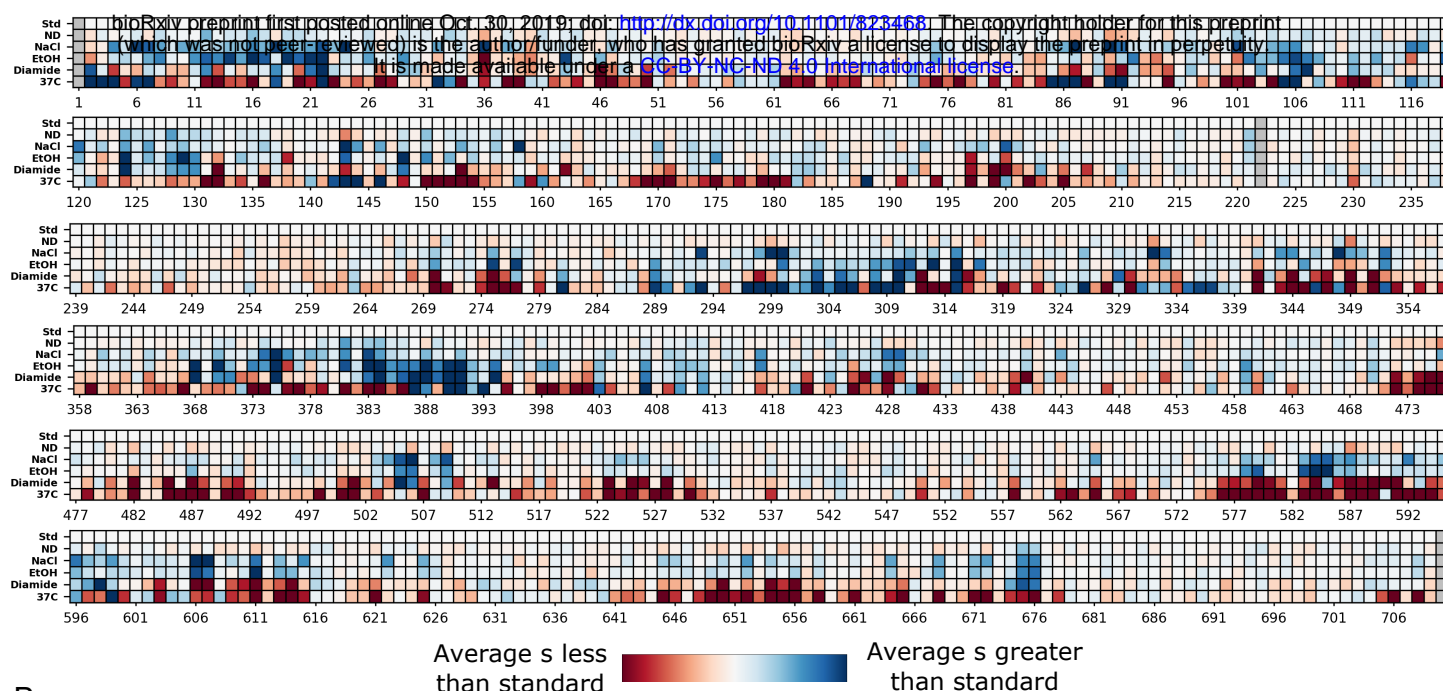 bioRxiv preprint first posted online Oct. 30, 2019; doi: http://dx.doi.org/10.1101/823468. The copyright holder for this preprint
(which was not peer-reviewed) is the author/funder, who has granted bioRxiv a license to display the preprint in perpetuity.
It is made available under a CC-BY-NC-ND 4.0 International license.
Std
ND
NaCl
EtOH
Diamide
37C
1 6 11 16 21 26 31 36 41 46 51 56 61 66 71 76 81 86 91 96 101 106 111 116
Std
ND
NaCl
EtOH
Diamide
37C
120 125 130 135 140 145 150 155 160 165 170 175 180 185 190 195 200 205 210 215 220 225 230 235
Std
ND
NaCl
EtOH
Diamide
37C
239 244 249 254 259 264 269 274 279 284 289 294 299 304 309 314 319 324 329 334 339 344 349 354
Std
ND
NaCl
EtOH
Diamide
37C
358 363 368 373 378 383 388 393 398 403 408 413 418 423 428 433 438 443 448 453 458 463 468 473
Std
ND
NaCl
EtOH
Diamide
37C
477 482 487 492 497 502 507 512 517 522 527 532 537 542 547 552 557 562 567 572 577 582 587 592
Std
ND
NaCl
EtOH
Diamide
37C
596 601 606 611 616 621 626 631 636 641 646 651 656 661 666 671 676 681 686 691 696 701 706
Average s less
than standard
Average s greater
than standard